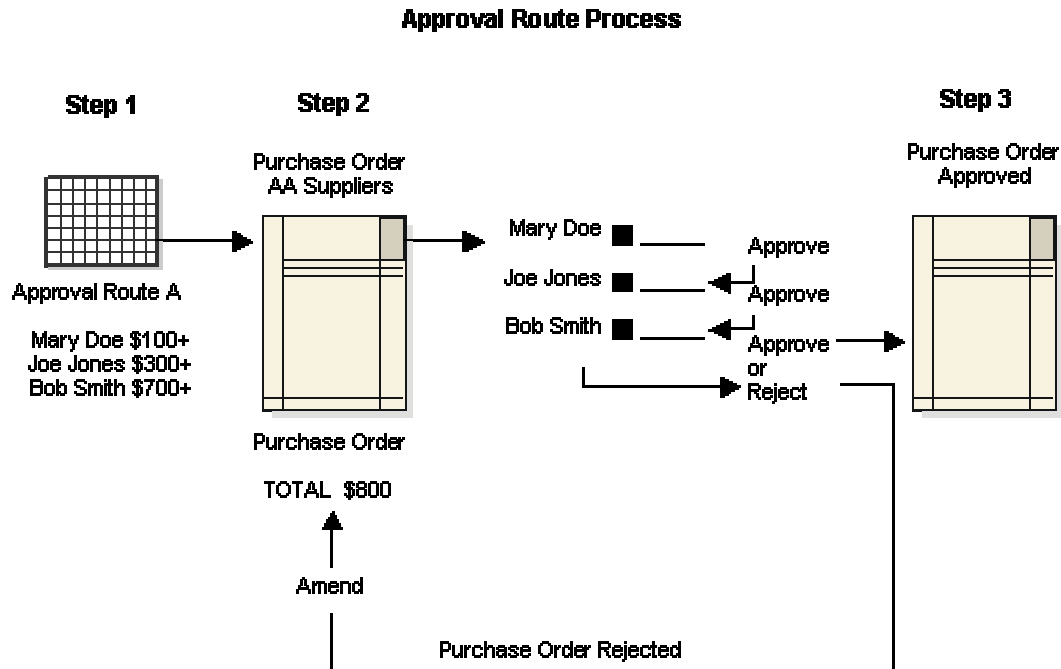 Approval Route Process
Step 1
Approval Route A
Mary Doe $100+
Joe Jones $300+
Bob Smith $700+
Step 2
Purchase Order
AA Suppliers
Purchase Order
TOTAL $800
Amend
Mary Doe
Approve
Joe Jones
Approve
Bob Smith
Approve
or
Reject
Step 3
Purchase Order
Approved
Purchase Order Rejected